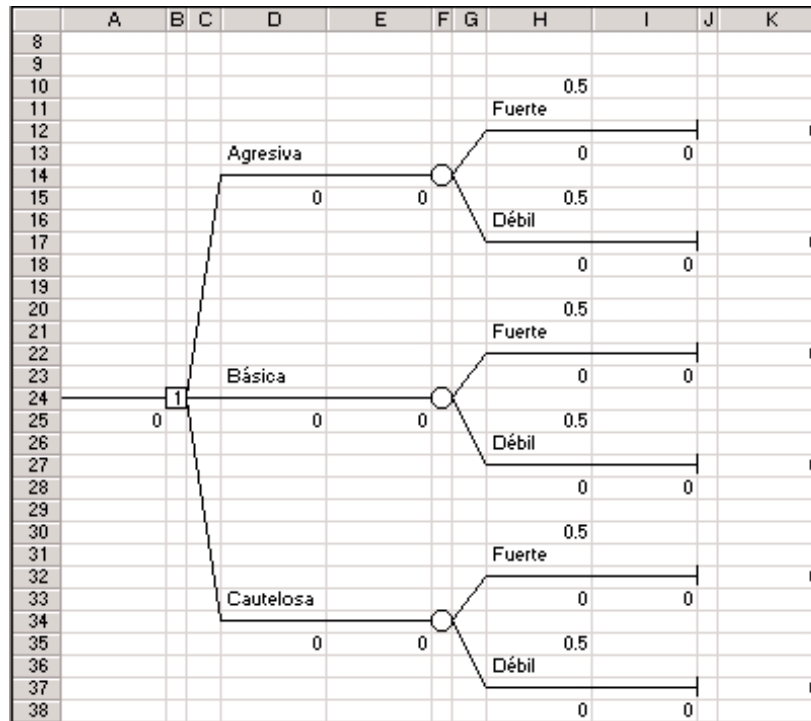 A B C D E F G H I J K
8
9
10 0.5
11 Fuerte
12
13 Agresiva 0 0
14
15 0 0 0.5
16 Débil
17
18 0 0
19
20 0.5
21 Fuerte
22
23 Básica 0 0
24 1
25 0 0 0 0.5
26 Débil
27
28 0 0
29
30 0.5
31 Fuerte
32
33 Cautelosa 0 0
34
35 0 0 0.5
36 Débil
37
38 0 0